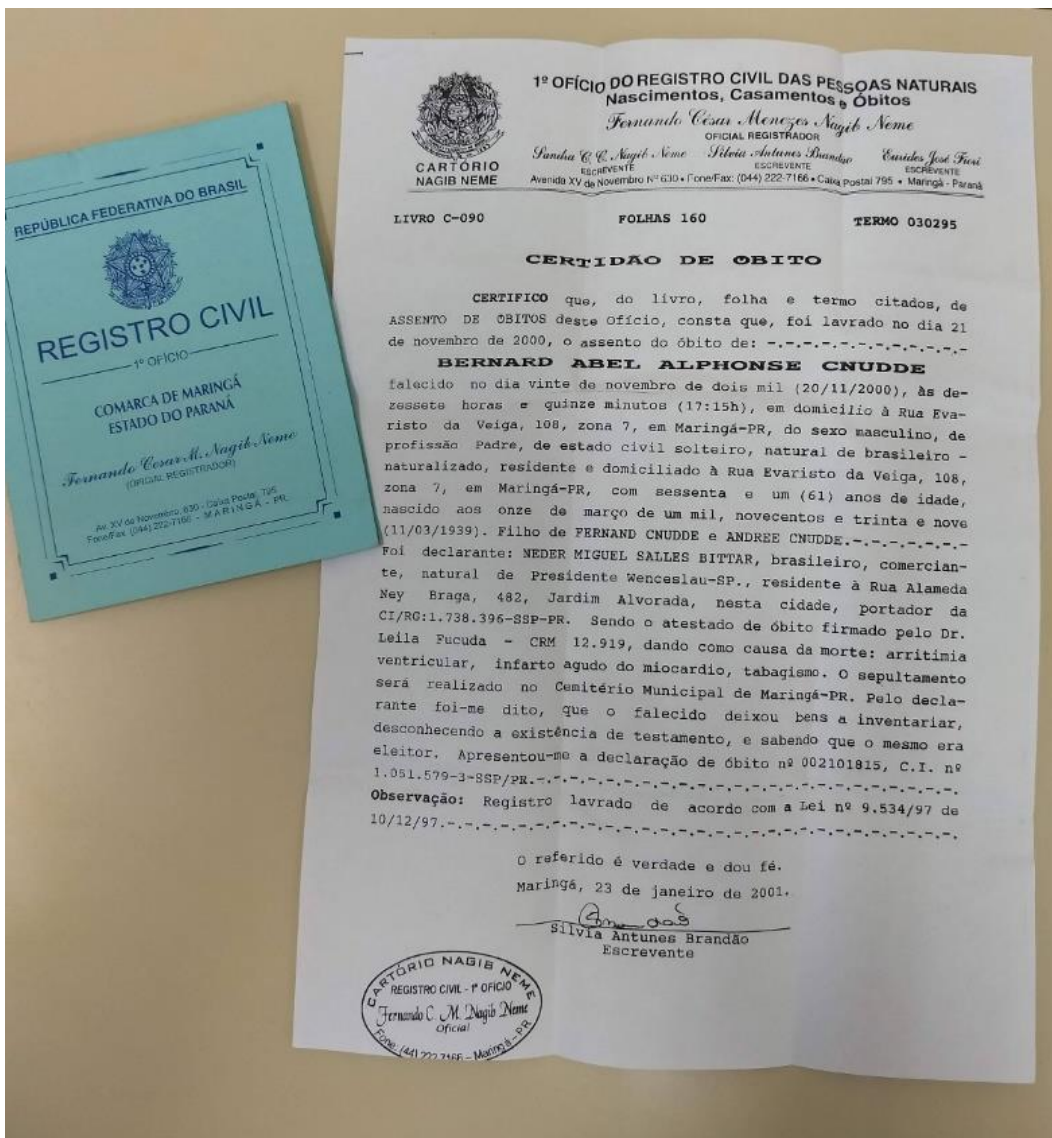 REPÚBLICA FEDERATIVA DO BRASIL
REGISTRO CIVIL
1º OFÍCIO
COMARCA DE MARINGÁ
ESTADO DO PARANÁ
Fernando Cesar M. Nagib Neme
(OFICIAL REGISTRADOR)
Av. XV de Novembro, 630 - Caixa Postal, 795
Fone/Fax: (044) 222-7166 - MARINGÁ - PR.
CARTÓRIO
NAGIB NEME
1º OFÍCIO DO REGISTRO CIVIL DAS PESSOAS NATURAIS
Nascimentos, Casamentos e Óbitos
Fernando César Menezes Nagib Neme
OFICIAL REGISTRADOR
Sandra C. C. Nagib Neme Silvia Antunes Brandão Eurides José Fiori
ESCREVENTE ESCREVENTE ESCREVENTE
Avenida XV de Novembro Nº 630 • Fone/Fax: (044) 222-7166 • Caixa Postal 795 • Maringá - Paraná
LIVRO C-090 FOLHAS 160 TERMO 030295
CERTIDÃO DE OBITO
CERTIFICO que, do livro, folha e termo citados, de
ASSENTO DE OBITOS deste ofício, consta que, foi lavrado no dia 21
de novembro de 2000, o assento do óbito de: -.-.-.-.-.-.-.-.-.-.-
BERNARD ABEL ALPHONSE CNUDDE
falecido no dia vinte de novembro de dois mil (20/11/2000), às de-
zessete horas e quinze minutos (17:15h), em domicílio à Rua Eva-
risto da Veiga, 108, zona 7, em Maringá-PR, do sexo masculino, de
profissão Padre, de estado civil solteiro, natural de brasileiro -
naturalizado, residente e domiciliado à Rua Evaristo da Veiga, 108,
zona 7, em Maringá-PR, com sessenta e um (61) anos de idade,
nascido aos onze de março de um mil, novecentos e trinta e nove
(11/03/1939). Filho de FERNAND CNUDDE e ANDREE CNUDDE.-.-.-.-.-.-
Foi declarante: NEDER MIGUEL SALLES BITTAR, brasileiro, comercian-
te, natural de Presidente Wenceslau-SP., residente à Rua Alameda
Ney Braga, 482, Jardim Alvorada, nesta cidade, portador da
CI/RG:1.738.396-SSP-PR. Sendo o atestado de óbito firmado pelo Dr.
Leila Fucuda - CRM 12.919, dando como causa da morte: arritimia
ventricular, infarto agudo do miocardio, tabagismo. O sepultamento
será realizado no Cemitério Municipal de Maringá-PR. Pelo decla-
rante foi-me dito, que o falecido deixou bens a inventariar,
desconhecendo a existência de testamento, e sabendo que o mesmo era
eleitor. Apresentou-me a declaração de óbito nº 002101815, C.I. nº
1.051.579-3-SSP/PR.-.-.-.-.-.-.-.-.-.-.-.-.-.-.-.-.-.-.-.-.-.-.-.
Observação: Registro lavrado de acordo com a Lei nº 9.534/97 de
10/12/97.-.-.-.-.-.-.-.-.-.-.-.-.-.-.-.-.-.-.-.-.-.-.-.-.-.-.-.-.
O referido é verdade e dou fé.
Maringá, 23 de janeiro de 2001.
Silvia Antunes Brandão
Escrevente
CARTÓRIO NAGIB NEME
REGISTRO CIVIL - 1º OFÍCIO
Fernando C. M. Nagib Neme
Oficial
Fone: (44) 222-7166 - Maringá - PR